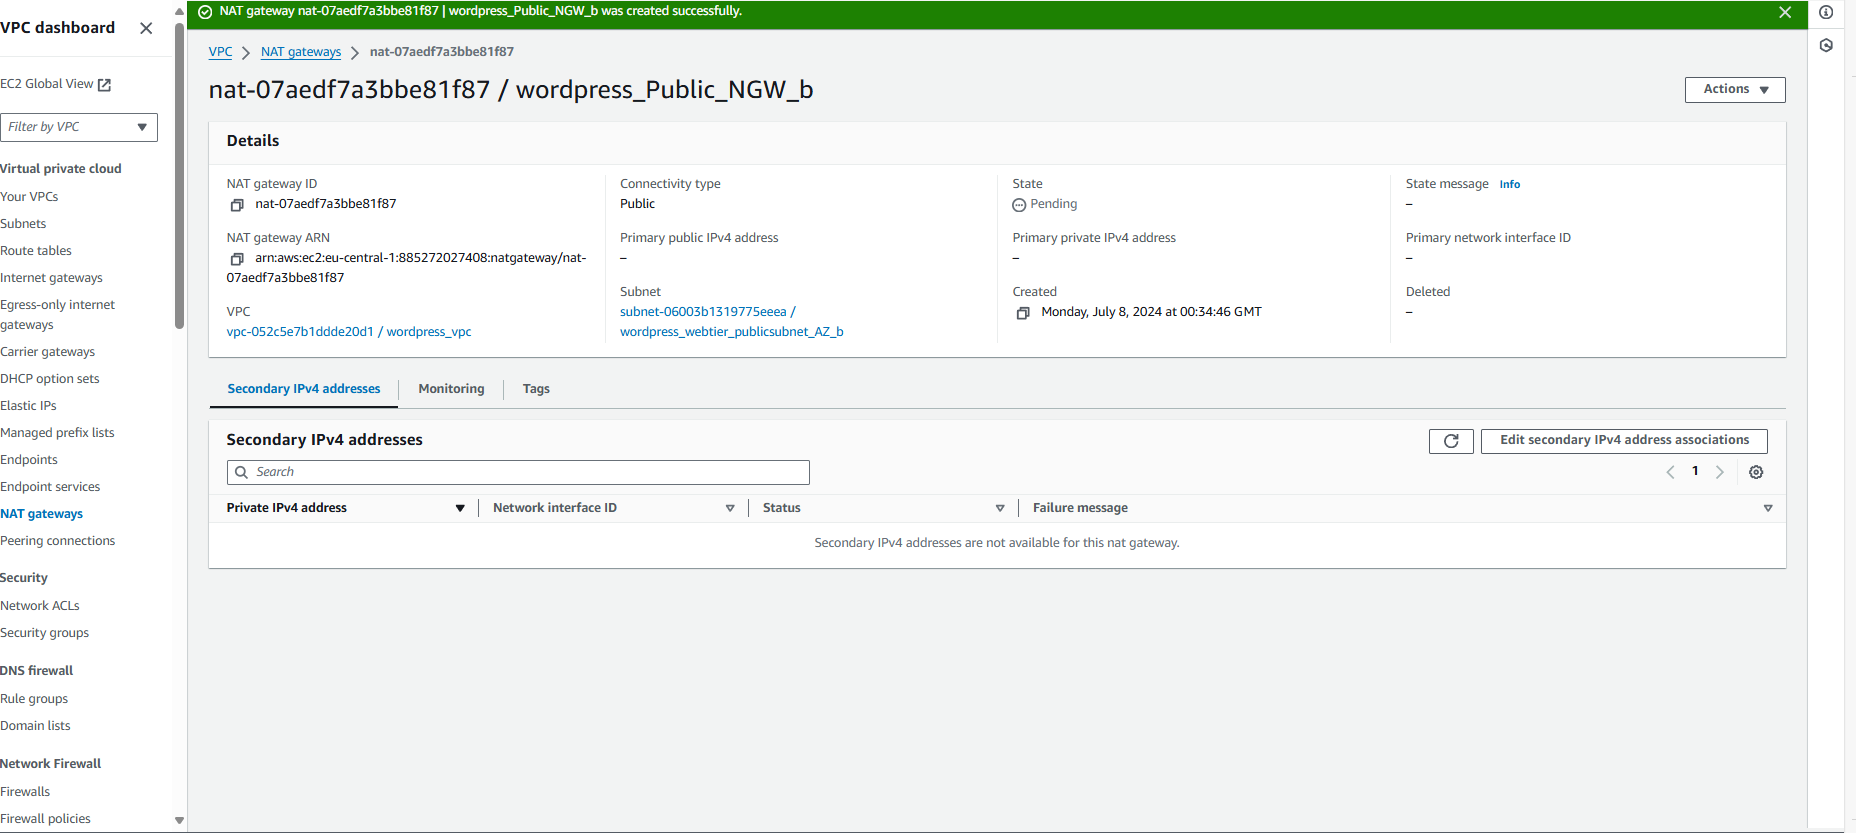 VPC dashboard
EC2 Global View
Filter by VPC
Virtual private cloud
Your VPCs
Subnets
Route tables
Internet gateways
Egress-only internet
gateways
Carrier gateways
DHCP option sets
Elastic IPs
Managed prefix lists
Endpoints
Endpoint services
NAT gateways
Peering connections
Security
Network ACLs
Security groups
DNS firewall
Rule groups
Domain lists
Network Firewall
Firewalls
Firewall policies
NAT gateway nat-07aedf7a3bbe81f87 | wordpress_Public_NGW_b was created successfully.
VPC > NAT gateways > nat-07aedf7a3bbe81f87
nat-07aedf7a3bbe81f87 / wordpress_Public_NGW_b
Actions
Details
NAT gateway ID
nat-07aedf7a3bbe81f87
NAT gateway ARN
arn:aws:ec2:eu-central-1:885272027408:natgateway/nat-
07aedf7a3bbe81f87
VPC
vpc-052c5e7b1ddde20d1 / wordpress_vpc
Connectivity type
Public
Primary public IPv4 address
–
Subnet
subnet-06003b1319775eeea /
wordpress_webtier_publicsubnet_AZ_b
State
Pending
Primary private IPv4 address
–
Created
Monday, July 8, 2024 at 00:34:46 GMT
State message Info
–
Primary network interface ID
–
Deleted
–
Secondary IPv4 addresses Monitoring Tags
Secondary IPv4 addresses
Edit secondary IPv4 address associations
Search
1
Private IPv4 address Network interface ID Status Failure message
Secondary IPv4 addresses are not available for this nat gateway.